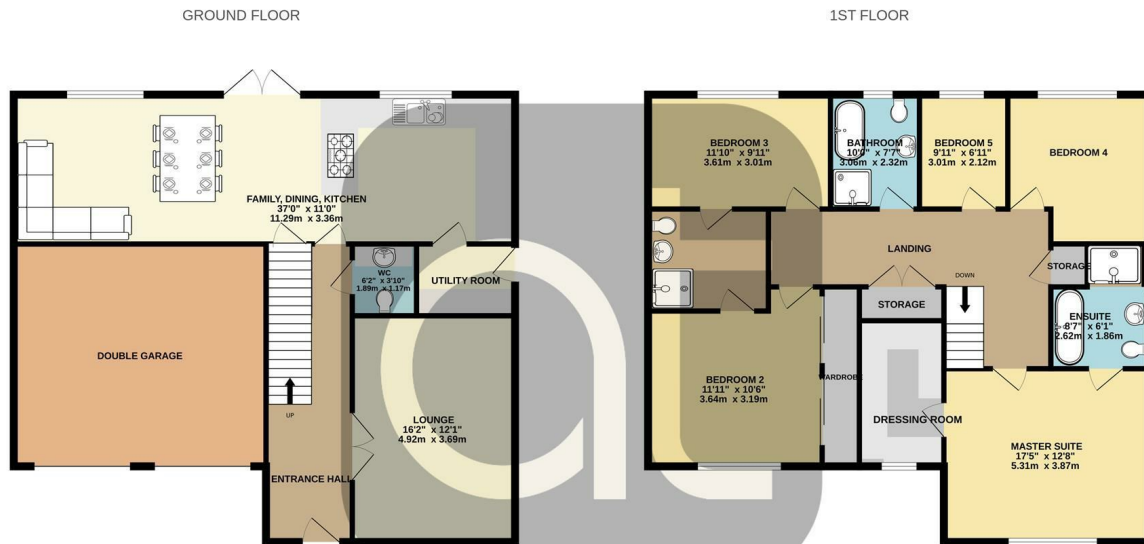 GROUND FLOOR
1ST FLOOR
FAMILY, DINING, KITCHEN
37'0" x 11'0"
11.29m x 3.36m
WC
6'2" x 3'10"
1.89m x 1.17m
UTILITY ROOM
DOUBLE GARAGE
UP
LOUNGE
16'2" x 12'1"
4.92m x 3.69m
ENTRANCE HALL
BEDROOM 3
11'10" x 9'11"
3.61m x 3.01m
BATHROOM
10'0" x 7'7"
3.06m x 2.32m
BEDROOM 5
9'11" x 6'11"
3.01m x 2.12m
BEDROOM 4
LANDING
DOWN
STORAGE
STORAGE
ENSUITE
8'7" x 6'1"
2.62m x 1.86m
BEDROOM 2
11'11" x 10'6"
3.64m x 3.19m
WARDROBE
DRESSING ROOM
MASTER SUITE
17'5" x 12'8"
5.31m x 3.87m